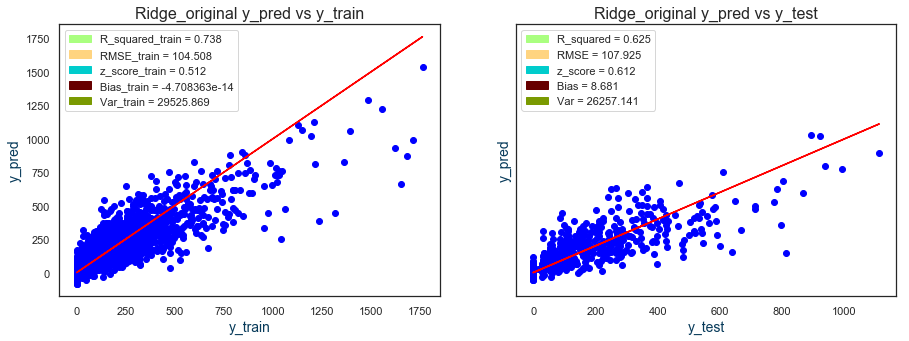 Ridge_original y_pred vs y_train
R_squared_train = 0.738
RMSE_train = 104.508
z_score_train = 0.512
Bias_train = -4.708363e-14
Var_train = 29525.869
1750
1500
1250
1000
750
500
250
0
y_pred
0 250 500 750 1000 1250 1500 1750
y_train
Ridge_original y_pred vs y_test
R_squared = 0.625
RMSE = 107.925
z_score = 0.612
Bias = 8.681
Var = 26257.141
y_pred
0 200 400 600 800 1000
y_test